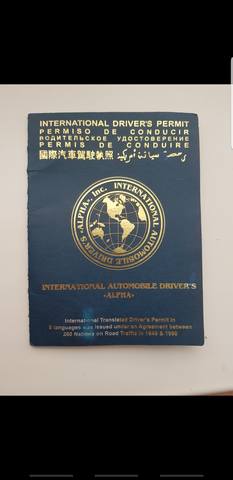 INTERNATIONAL DRIVER'S PERMIT
PERMISO DE CONDUCIR
ВОДИТЕЛЬСКОЕ УДОСТОВЕРЕНИЕ
PERMIS DE CONDUIRE
國際汽車駕駛執照
«ALPHA», Inc. INTERNATIONAL AUTOMOBILE DRIVER'S
INTERNATIONAL AUTOMOBILE DRIVER'S
«ALPHA»
International Translated Driver's Permit in
languages was issued under an Agreement between
Nations on Road Traffic in 1949 &